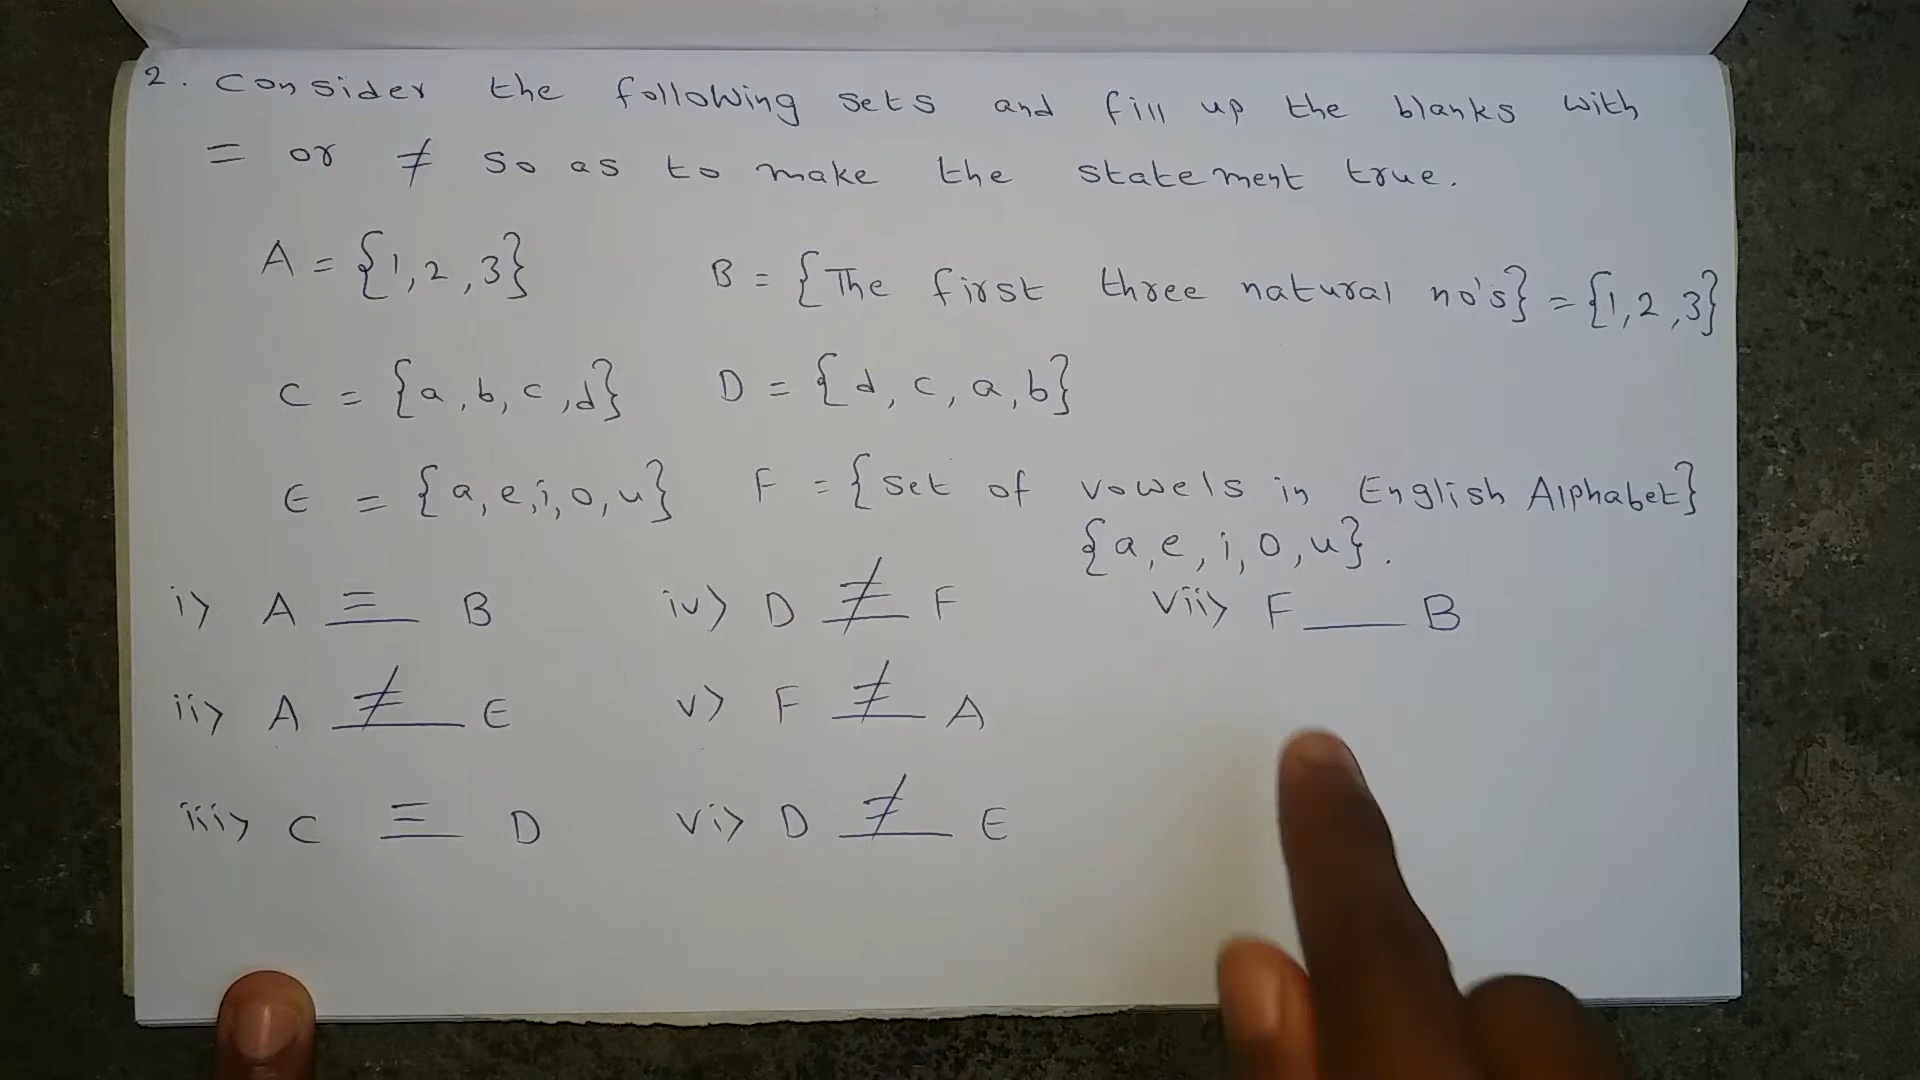 2. Consider the following sets and fill up the blanks with
= or ≠ so as to make the statement true.
A = {1, 2, 3} B = {The first three natural no's} = {1, 2, 3}
C = {a, b, c, d} D = {d, c, a, b}
E = {a, e, i, o, u} F = {set of vowels in English Alphabet}
{a, e, i, o, u}.
i) A = B iv) D ≠ F vii) F ___ B
ii) A ≠ E v) F ≠ A
iii) C = D vi) D ≠ E